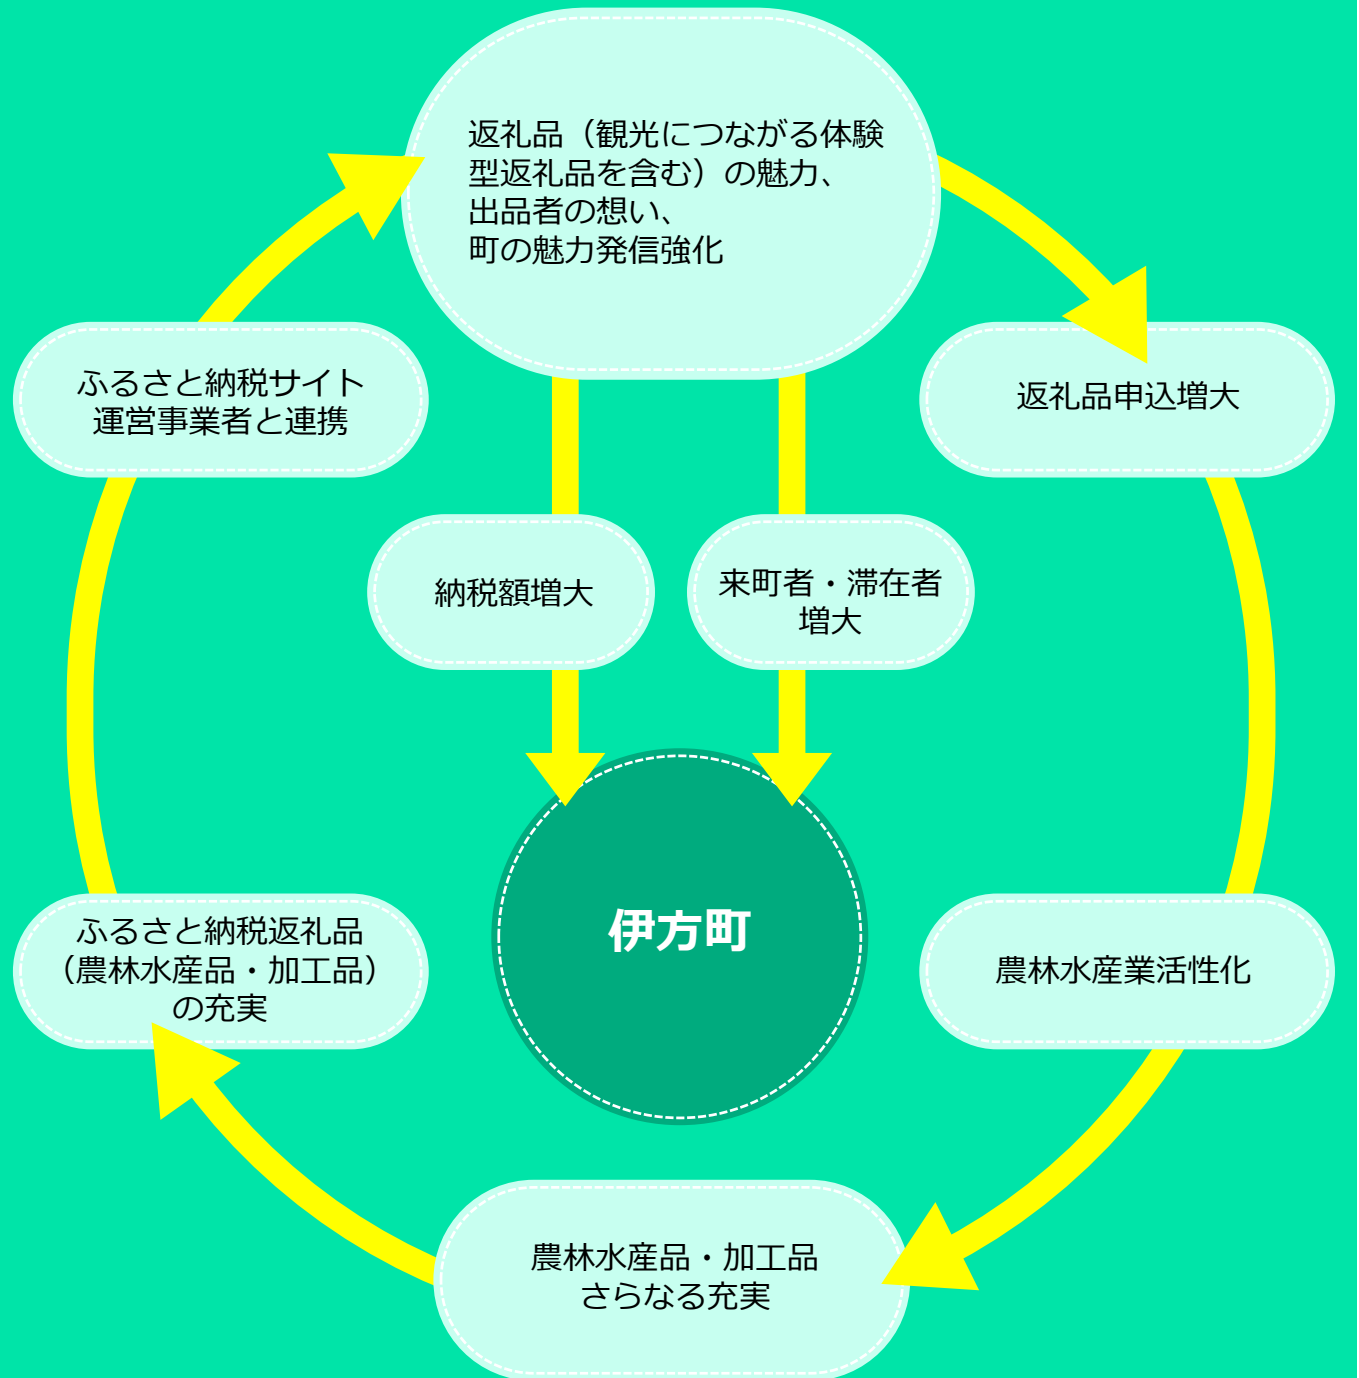 返礼品（観光につながる体験
型返礼品を含む）の魅力、
出品者の想い、
町の魅力発信強化
ふるさと納税サイト
運営事業者と連携
返礼品申込増大
納税額増大
来町者・滞在者
増大
伊方町
ふるさと納税返礼品
（農林水産品・加工品）
の充実
農林水産業活性化
農林水産品・加工品
さらなる充実